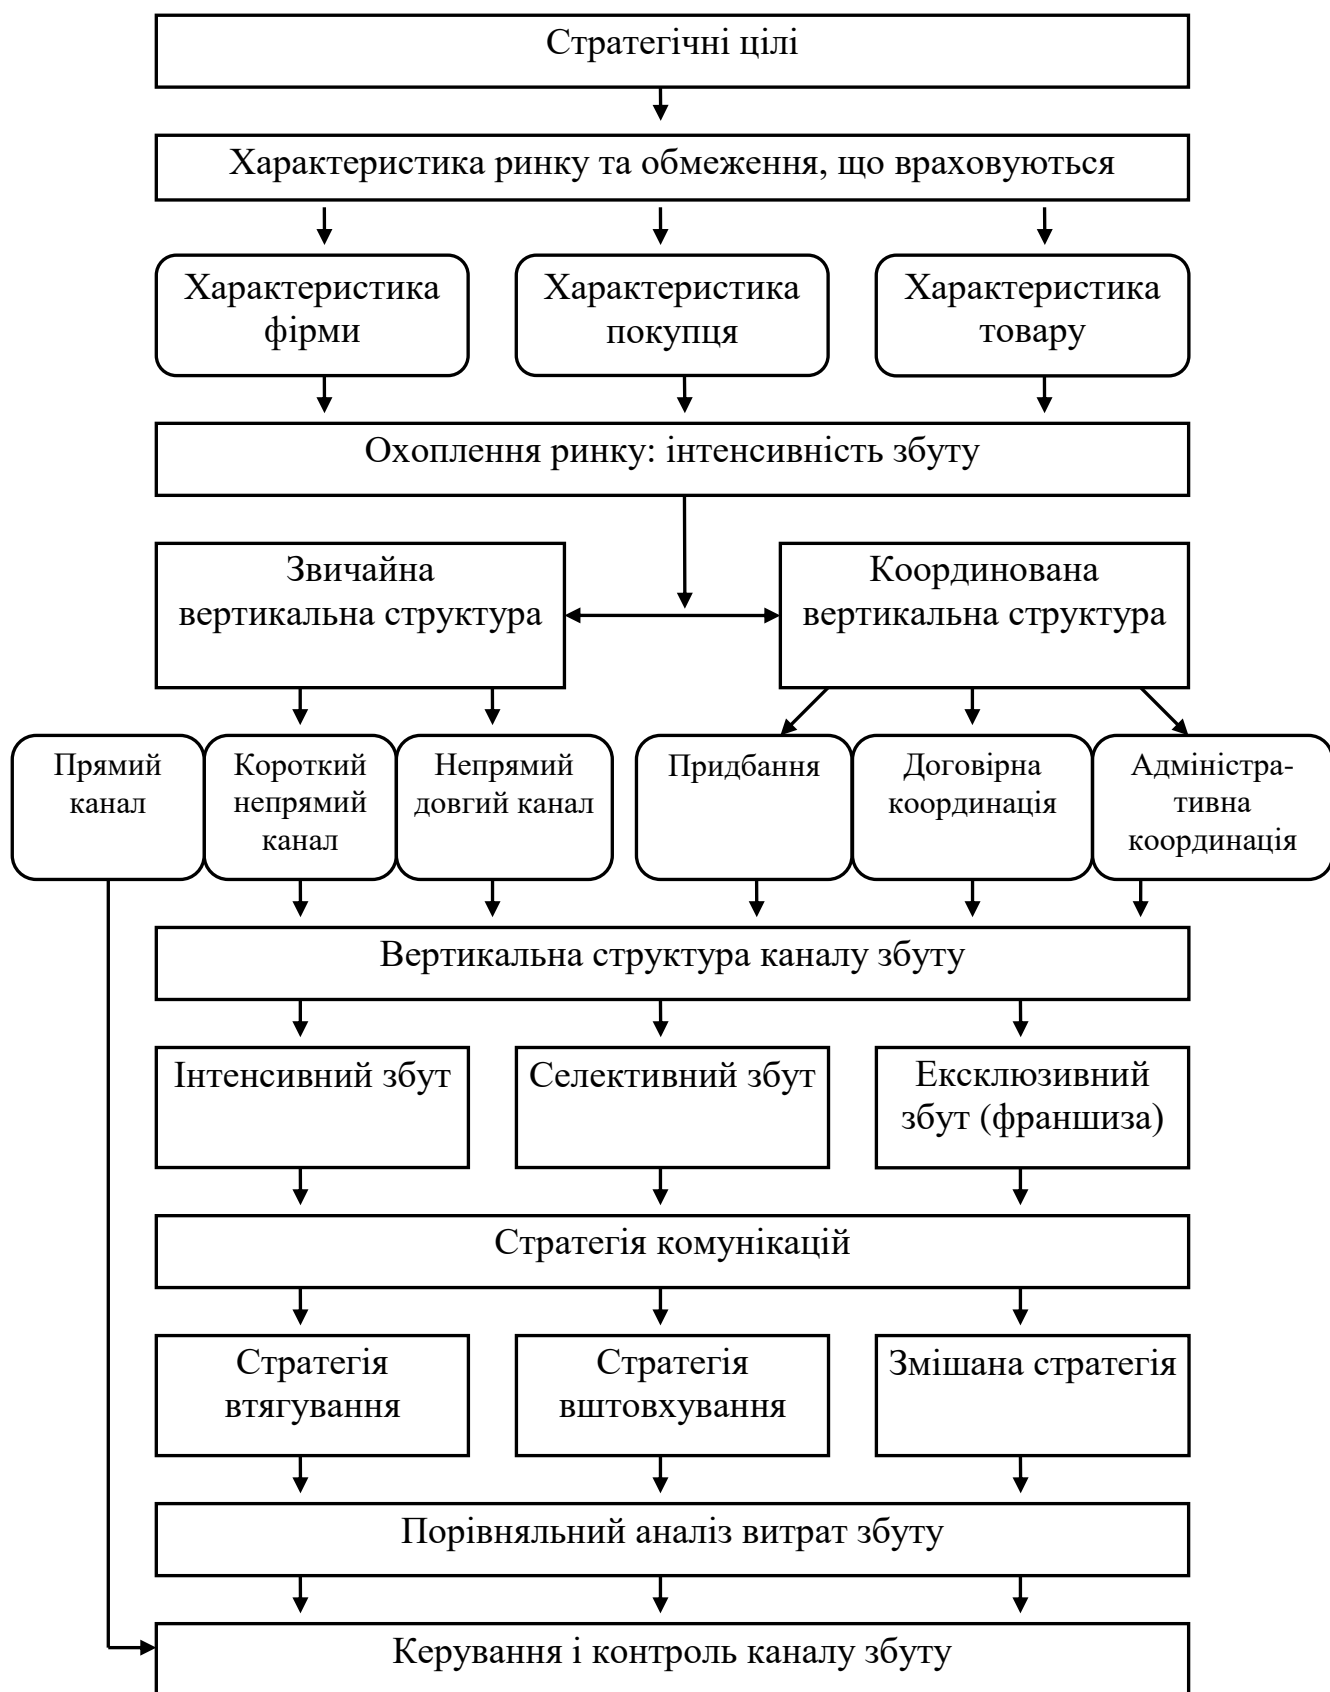 Стратегічні цілі
Характеристика ринку та обмеження, що враховуються
Характеристика
фірми
Характеристика
покупця
Характеристика
товару
Охоплення ринку: інтенсивність збуту
Звичайна
вертикальна структура
Координована
вертикальна структура
Прямий
канал
Короткий
непрямий
канал
Непрямий
довгий канал
Придбання
Договірна
координація
Адміністра-
тивна
координація
Вертикальна структура каналу збуту
Інтенсивний збут
Селективний збут
Ексклюзивний
збут (франшиза)
Стратегія комунікацій
Стратегія
втягування
Стратегія
вштовхування
Змішана стратегія
Порівняльний аналіз витрат збуту
Керування і контроль каналу збуту